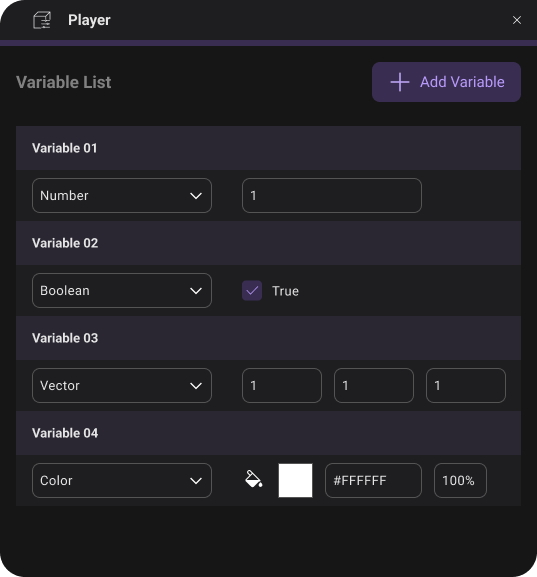 Player
Variable List
Add Variable
Variable 01
Number 1
Variable 02
Boolean True
Variable 03
Vector 1 1 1
Variable 04
Color #FFFFFF 100%